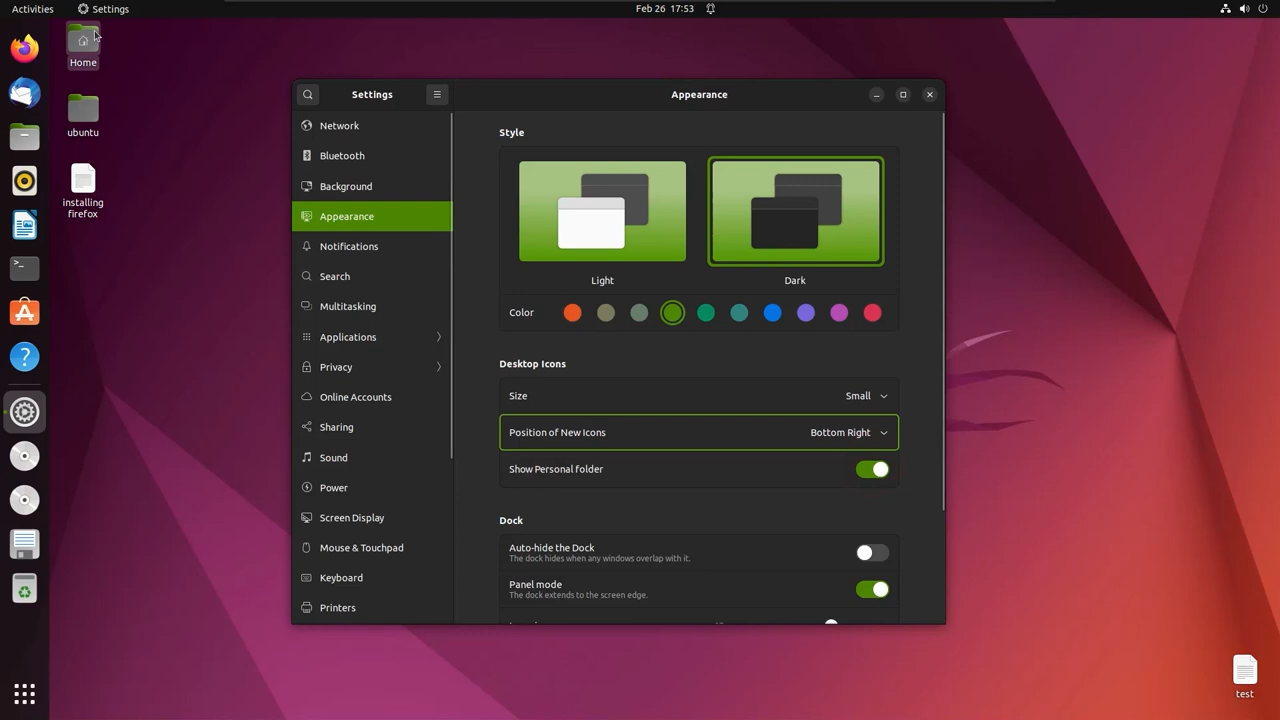 Activities
Settings
Feb 26 17:53
Home
ubuntu
installing
firefox
Settings
Network
Bluetooth
Background
Appearance
Notifications
Search
Multitasking
Applications
Privacy
Online Accounts
Sharing
Sound
Power
Screen Display
Mouse & Touchpad
Keyboard
Printers
Appearance
Style
Light
Dark
Color
Desktop Icons
Size
Small
Position of New Icons
Bottom Right
Show Personal folder
Dock
Auto-hide the Dock
The dock hides when any windows overlap with it.
Panel mode
The dock extends to the screen edge.
test